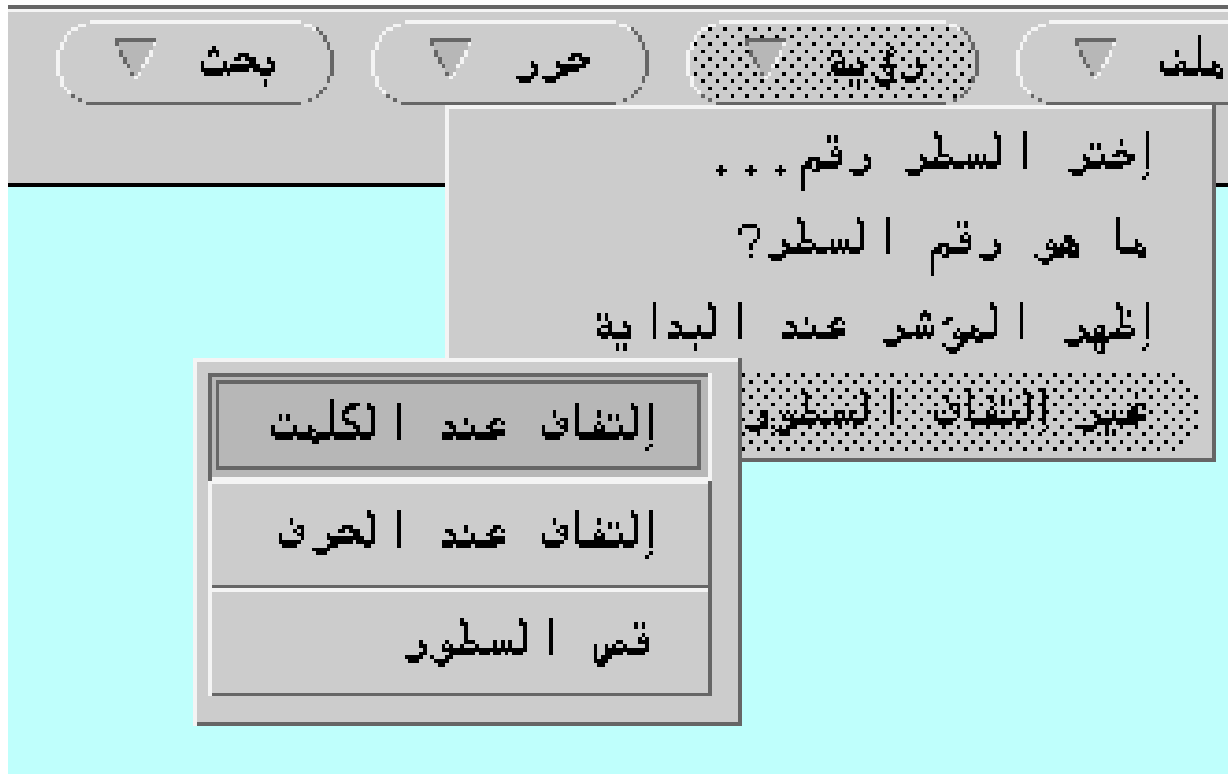 ملف رؤية حرر بحث
إختر السطر رقم...
ما هو رقم السطر?
إظهر المؤشر عند البداية
غير إلتفاف السطور
إلتفاف عند الكلمت
إلتفاف عند الحرف
قص السطور